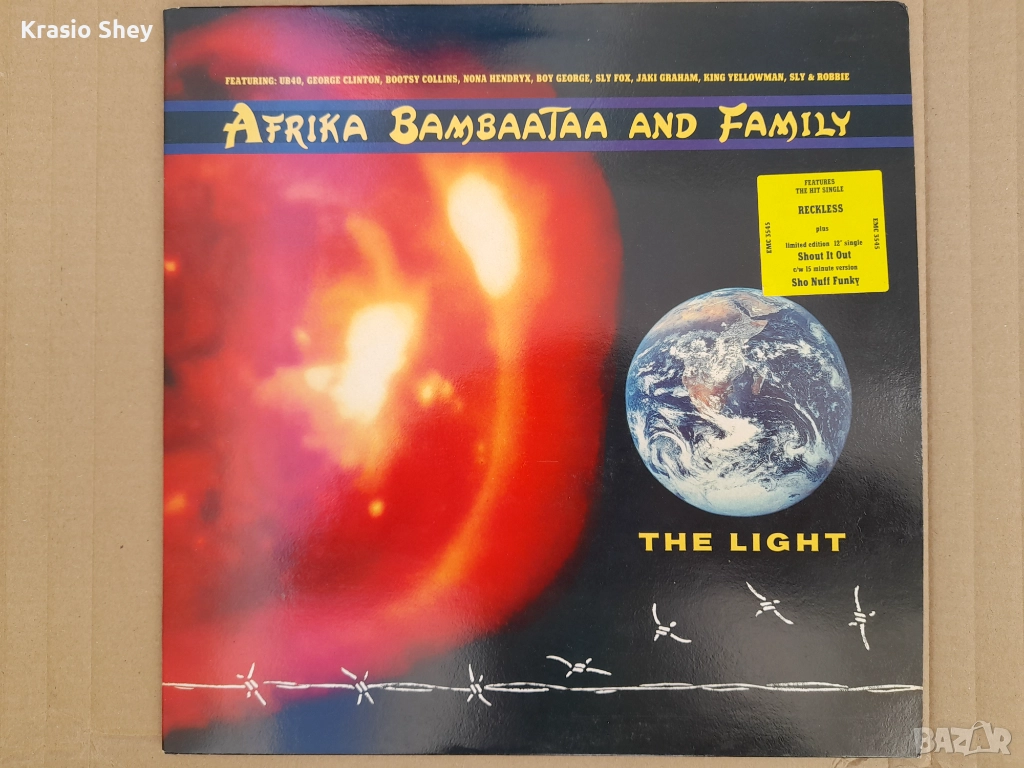 Krasio Shey
FEATURING: UB40, GEORGE CLINTON, BOOTSY COLLINS, NONA HENDRYX, BOY GEORGE, SLY FOX, JAKI GRAHAM, KING YELLOWMAN, SLY & ROBBIE
AFRIKA BAMBAATAA AND FAMILY
FEATURES
THE HIT SINGLE
RECKLESS
plus
limited edition 12" single
Shout It Out
c/w 15 minute version
Sho Nuff Funky
EMC 3545
EMC 3545
THE LIGHT
BAZAR